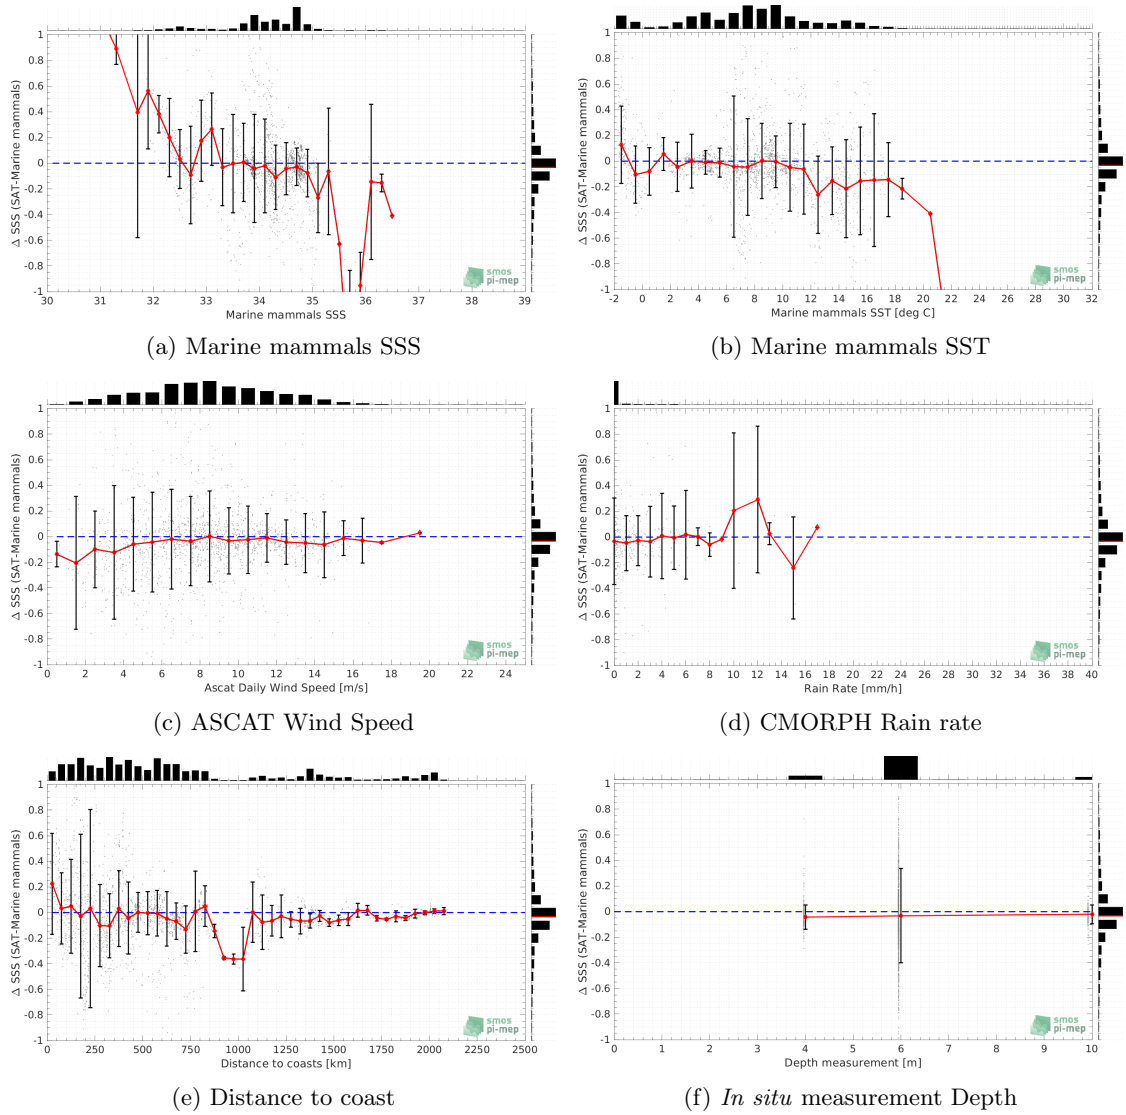 1
0.8
0.6
0.4
0.2
0
-0.2
-0.4
-0.6
-0.8
-1
Δ SSS (SAT-Marine mammals)
smos
pi-mep
30 31 32 33 34 35 36 37 38 39
Marine mammals SSS
(a) Marine mammals SSS
1
0.8
0.6
0.4
0.2
0
-0.2
-0.4
-0.6
-0.8
-1
Δ SSS (SAT-Marine mammals)
smos
pi-mep
-2 0 2 4 6 8 10 12 14 16 18 20 22 24 26 28 30 32
Marine mammals SST [deg C]
(b) Marine mammals SST
1
0.8
0.6
0.4
0.2
0
-0.2
-0.4
-0.6
-0.8
-1
Δ SSS (SAT-Marine mammals)
smos
pi-mep
0 2 4 6 8 10 12 14 16 18 20 22 24
Ascat Daily Wind Speed [m/s]
(c) ASCAT Wind Speed
1
0.8
0.6
0.4
0.2
0
-0.2
-0.4
-0.6
-0.8
-1
Δ SSS (SAT-Marine mammals)
smos
pi-mep
0 2 4 6 8 10 12 14 16 18 20 22 24 26 28 30 32 34 36 38 40
Rain Rate [mm/h]
(d) CMORPH Rain rate
1
0.8
0.6
0.4
0.2
0
-0.2
-0.4
-0.6
-0.8
-1
Δ SSS (SAT-Marine mammals)
smos
pi-mep
0 250 500 750 1000 1250 1500 1750 2000 2250 2500
Distance to coasts [km]
(e) Distance to coast
1
0.8
0.6
0.4
0.2
0
-0.2
-0.4
-0.6
-0.8
-1
Δ SSS (SAT-Marine mammals)
smos
pi-mep
0 1 2 3 4 5 6 7 8 9 10
Depth measurement [m]
(f) In situ measurement Depth